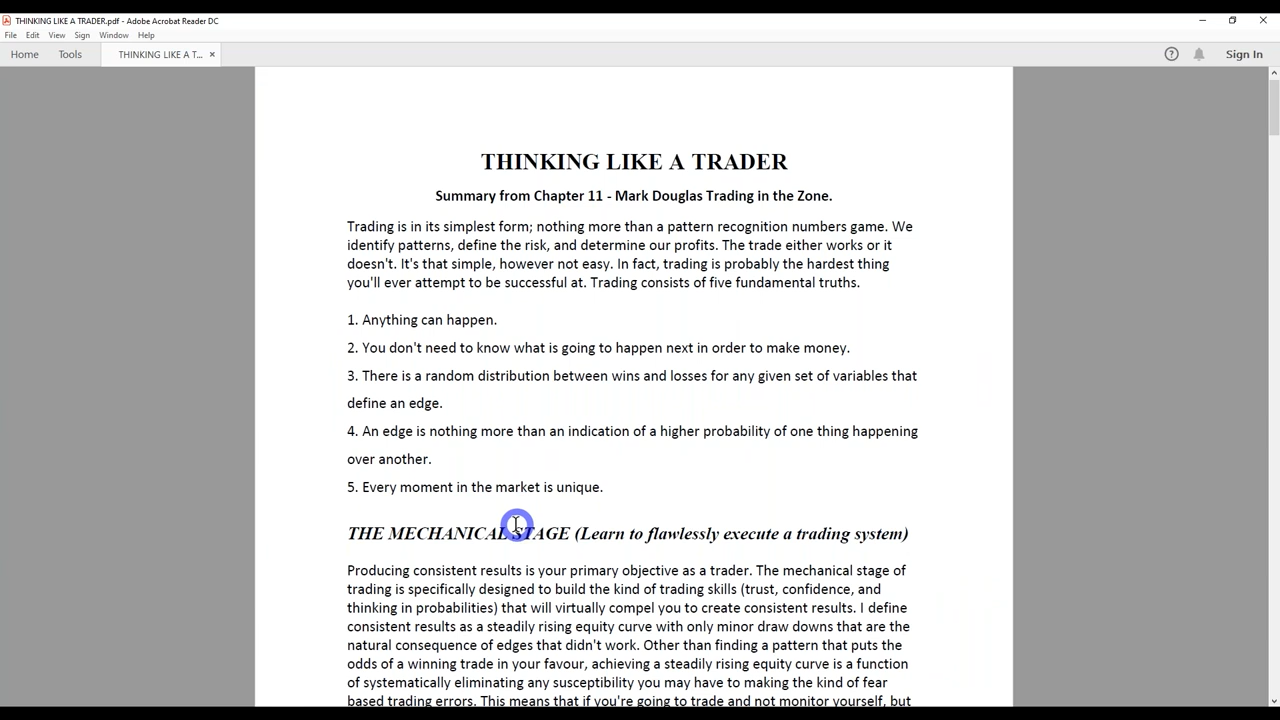 THINKING LIKE A TRADER.pdf - Adobe Acrobat Reader DC
File Edit View Sign Window Help
Home Tools THINKING LIKE A T... × Sign In
THINKING LIKE A TRADER
Summary from Chapter 11 - Mark Douglas Trading in the Zone.
Trading is in its simplest form; nothing more than a pattern recognition numbers game. We
identify patterns, define the risk, and determine our profits. The trade either works or it
doesn't. It's that simple, however not easy. In fact, trading is probably the hardest thing
you'll ever attempt to be successful at. Trading consists of five fundamental truths.
1. Anything can happen.
2. You don't need to know what is going to happen next in order to make money.
3. There is a random distribution between wins and losses for any given set of variables that
define an edge.
4. An edge is nothing more than an indication of a higher probability of one thing happening
over another.
5. Every moment in the market is unique.
THE MECHANICAL STAGE (Learn to flawlessly execute a trading system)
Producing consistent results is your primary objective as a trader. The mechanical stage of
trading is specifically designed to build the kind of trading skills (trust, confidence, and
thinking in probabilities) that will virtually compel you to create consistent results. I define
consistent results as a steadily rising equity curve with only minor draw downs that are the
natural consequence of edges that didn't work. Other than finding a pattern that puts the
odds of a winning trade in your favour, achieving a steadily rising equity curve is a function
of systematically eliminating any susceptibility you may have to making the kind of fear
based trading errors. This means that if you're going to trade and not monitor yourself, but